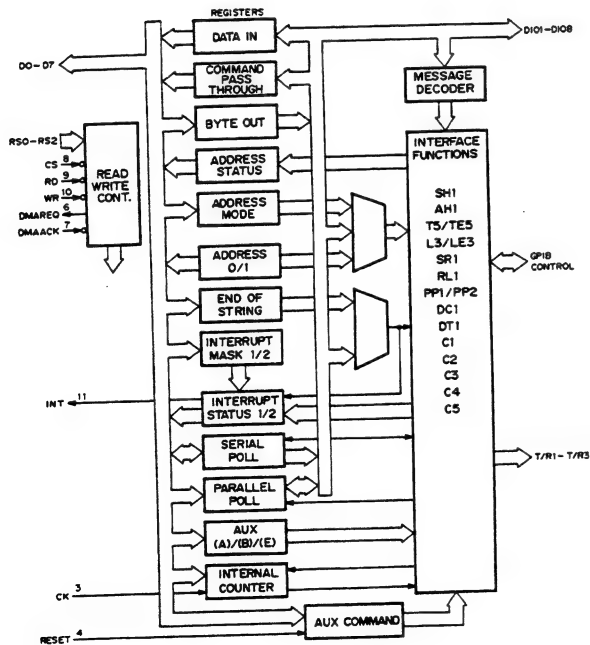 REGISTERS
DATA IN
DIO1-DIO8
D0-D7
COMMAND
PASS
THROUGH
MESSAGE
DECODER
BYTE OUT
RS0-RS2
READ
WRITE
CONT.
CS 8
RD 9
WR 10
DMAREQ 6
DMAACK 7
ADDRESS
STATUS
INTERFACE
FUNCTIONS
ADDRESS
MODE
SH1
AH1
T5/TE5
L3/LE3
SR1
RL1
PP1/PP2
DC1
DT1
C1
C2
C3
C4
C5
ADDRESS
0/1
GPIB
CONTROL
END OF
STRING
INTERRUPT
MASK 1/2
INT 11
INTERRUPT
STATUS 1/2
SERIAL
POLL
T/R1-T/R3
PARALLEL
POLL
AUX
(A)/(B)/(E)
INTERNAL
COUNTER
CK 3
AUX COMMAND
RESET 4